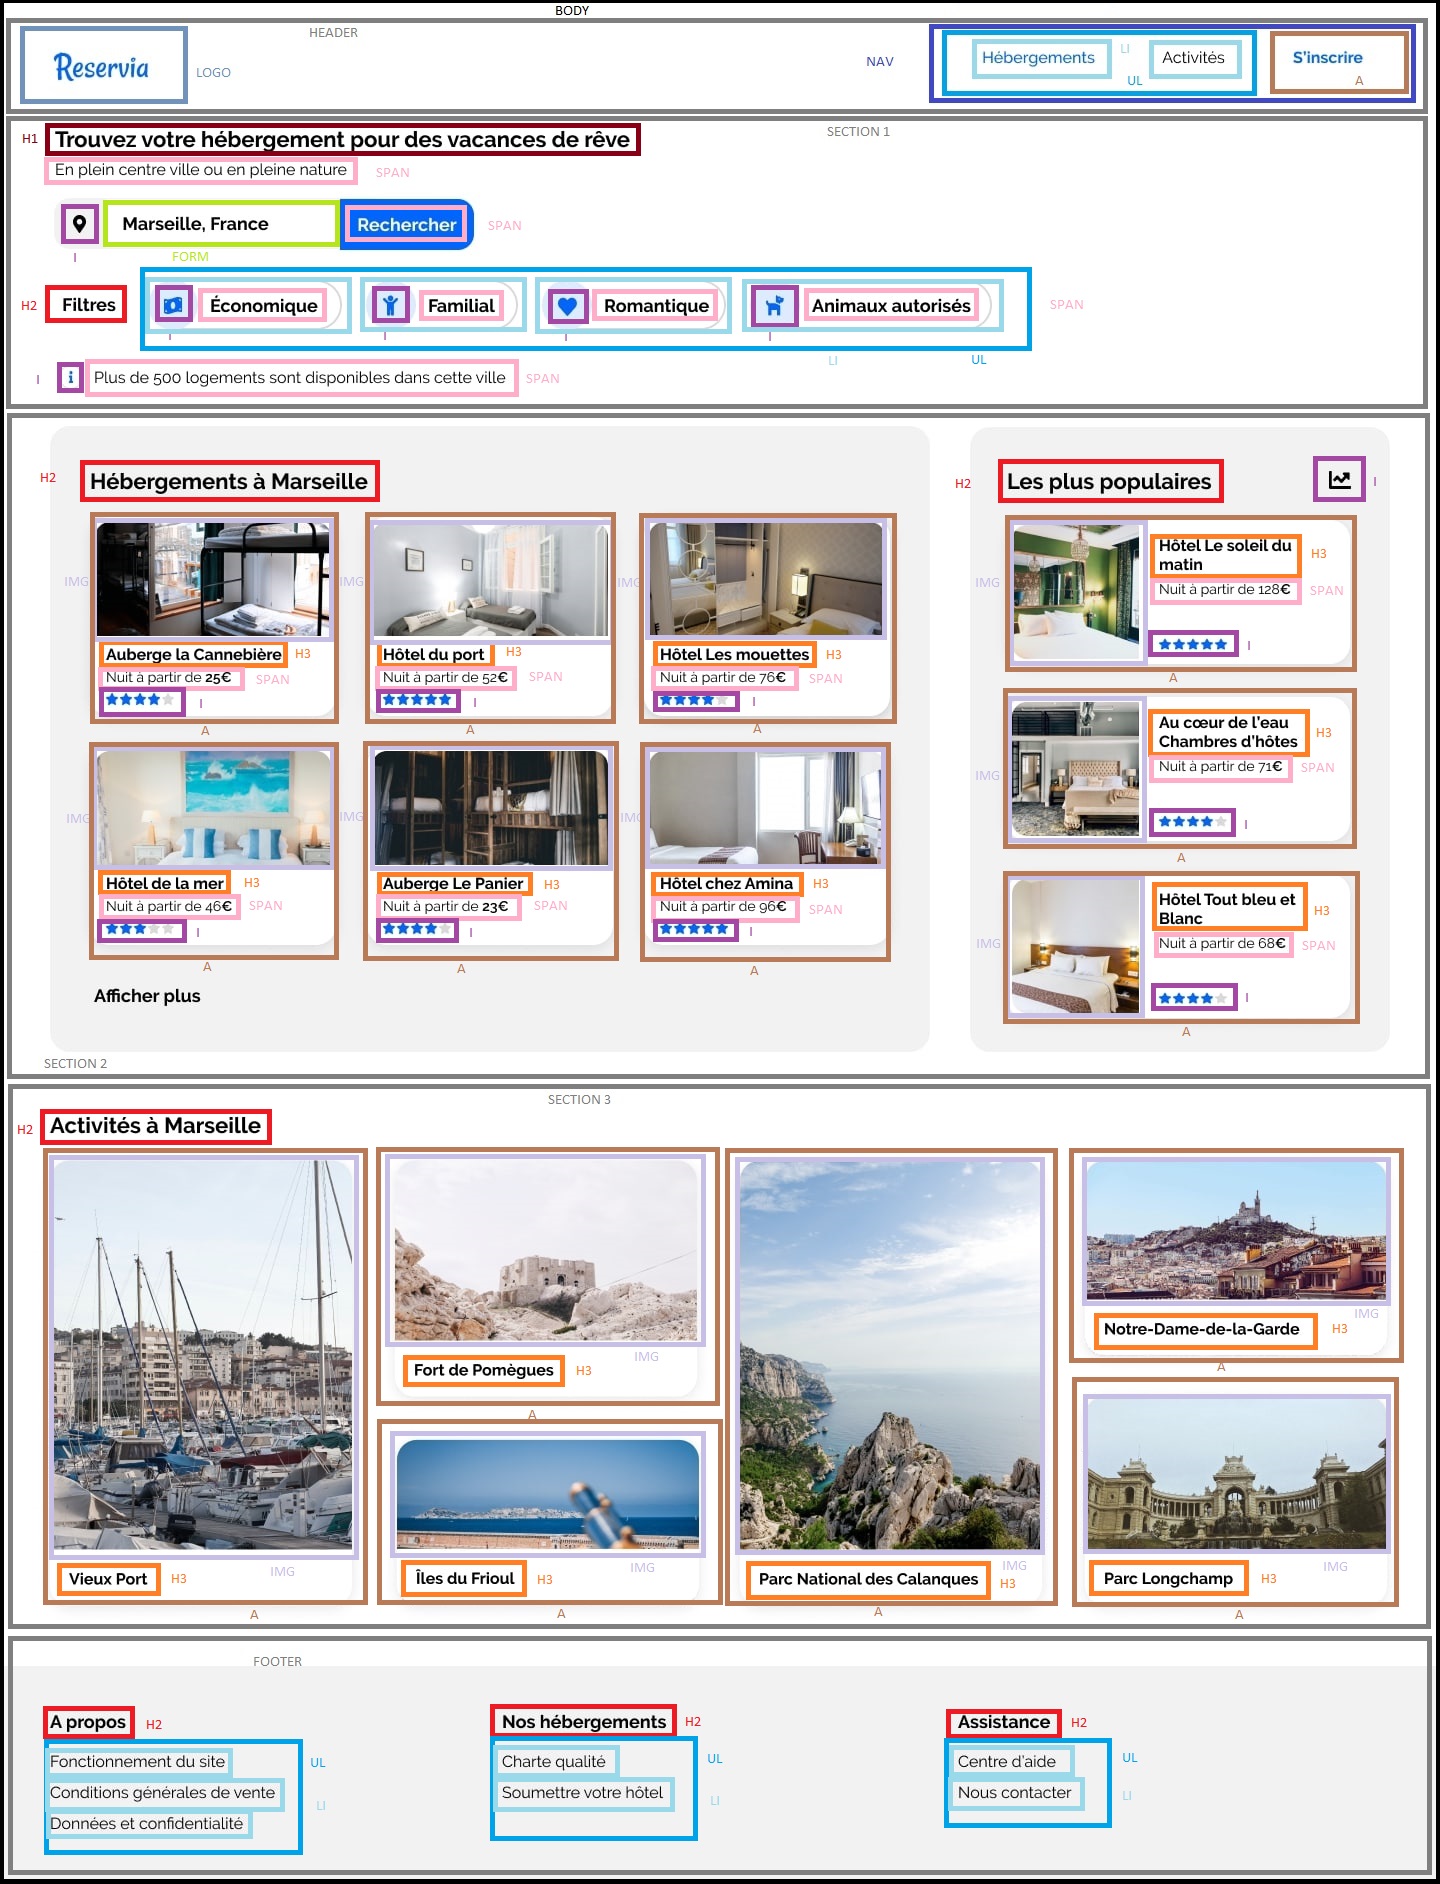 BODY
HEADER
Reservia
LOGO
NAV
Hébergements
LI
Activités
UL
S'inscrire
A
SECTION 1
H1
Trouvez votre hébergement pour des vacances de rêve
En plein centre ville ou en pleine nature
SPAN
Marseille, France
Rechercher
SPAN
I
FORM
H2
Filtres
Économique
Familial
Romantique
Animaux autorisés
SPAN
I
I
I
I
LI
UL
I
i
Plus de 500 logements sont disponibles dans cette ville
SPAN
H2
Hébergements à Marseille
IMG
IMG
IMG
Auberge la Cannebière
H3
Hôtel du port
H3
Hôtel Les mouettes
H3
Nuit à partir de 25€
SPAN
Nuit à partir de 52€
SPAN
Nuit à partir de 76€
SPAN
I
I
I
A
A
A
IMG
IMG
IMG
Hôtel de la mer
H3
Auberge Le Panier
H3
Hôtel chez Amina
H3
Nuit à partir de 46€
SPAN
Nuit à partir de 23€
SPAN
Nuit à partir de 96€
SPAN
I
I
I
A
A
A
Afficher plus
H2
Les plus populaires
I
IMG
Hôtel Le soleil du
matin
H3
Nuit à partir de 128€
SPAN
I
A
IMG
Au cœur de l'eau
Chambres d'hôtes
H3
Nuit à partir de 71€
SPAN
I
A
IMG
Hôtel Tout bleu et
Blanc
H3
Nuit à partir de 68€
SPAN
I
A
SECTION 2
SECTION 3
H2
Activités à Marseille
Vieux Port
H3
IMG
A
IMG
Fort de Pomègues
H3
A
IMG
Îles du Frioul
H3
A
IMG
Parc National des Calanques
H3
A
IMG
Notre-Dame-de-la-Garde
H3
A
IMG
Parc Longchamp
H3
A
FOOTER
A propos
H2
Fonctionnement du site
UL
Conditions générales de vente
LI
Données et confidentialité
Nos hébergements
H2
Charte qualité
UL
Soumettre votre hôtel
LI
Assistance
H2
Centre d'aide
UL
Nous contacter
LI